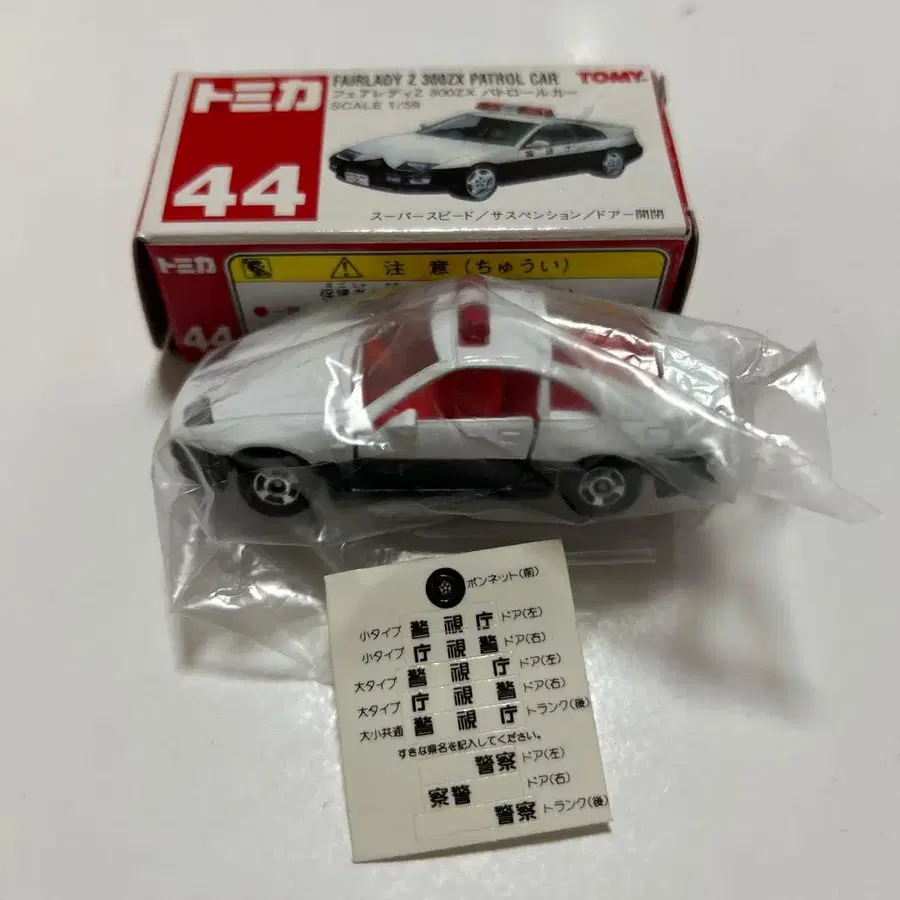 トミカ
44
FAIRLADY Z 300ZX PATROL CAR
TOMY
フェアレディZ 300ZX パトロールカー
SCALE 1/59
警視庁
スーパースピード/サスペンション/ドアー開閉
トミカ
44
注 意 (ちゅうい)
ボンネット(前)
小タイプ 警 視 庁 ドア(左)
小タイプ 庁 視 警 ドア(右)
大タイプ 警 視 庁 ドア(左)
大タイプ 庁 視 警 ドア(右)
大小共通 警 視 庁 トランク(後)
すきな県名を記入してください。
警察 ドア(左)
察警 ドア(右)
警察 トランク(後)